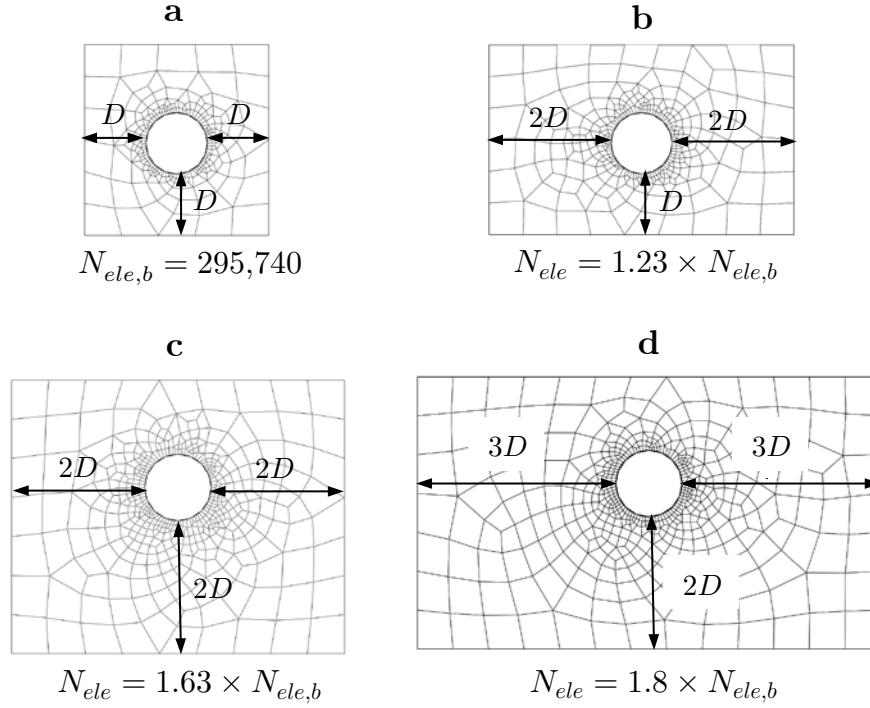 a
D D
D
N_{ele,b} = 295,740
b
2D 2D
D
N_{ele} = 1.23 × N_{ele,b}
c
2D 2D
2D
N_{ele} = 1.63 × N_{ele,b}
d
3D 3D
2D
N_{ele} = 1.8 × N_{ele,b}